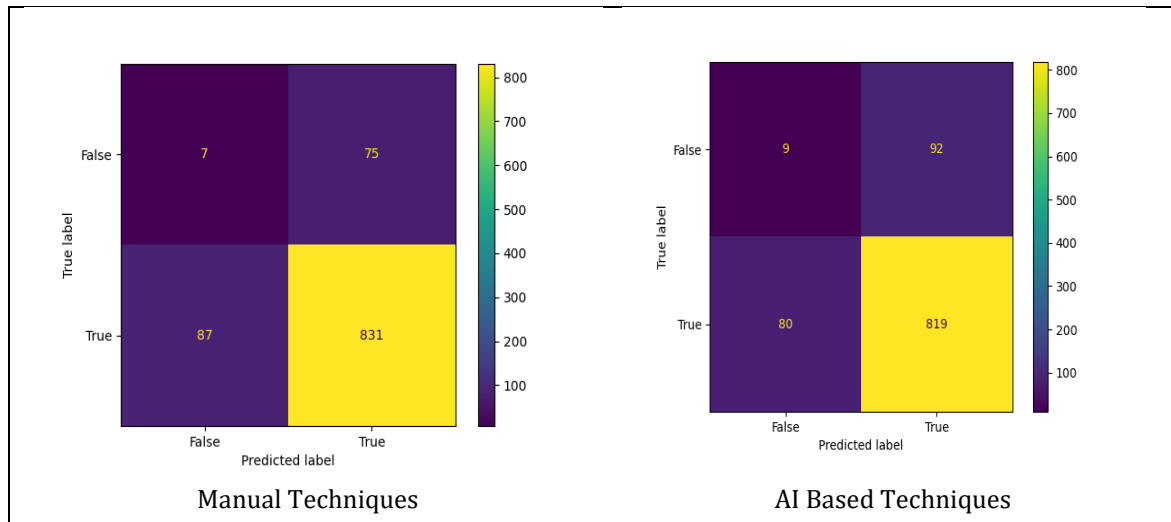 800
700
600
500
400
300
200
100
False
True
True label
7 75
87 831
False True
Predicted label
Manual Techniques
800
700
600
500
400
300
200
100
False
True
True label
9 92
80 819
False True
Predicted label
AI Based Techniques